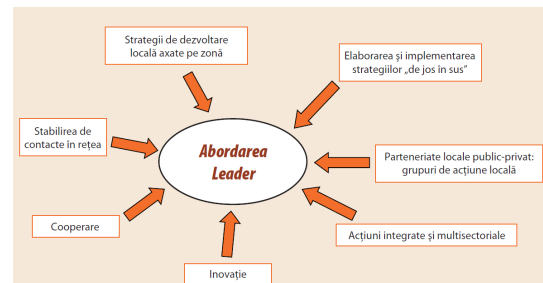 Strategii de dezvoltare
locală axate pe zonă
Elaborarea și implementarea
strategiilor „de jos în sus”
Stabilirea de
contacte în rețea
Abordarea
Leader
Parteneriate locale public-privat:
grupuri de acțiune locală
Cooperare
Acțiuni integrate și multisectoriale
Inovație